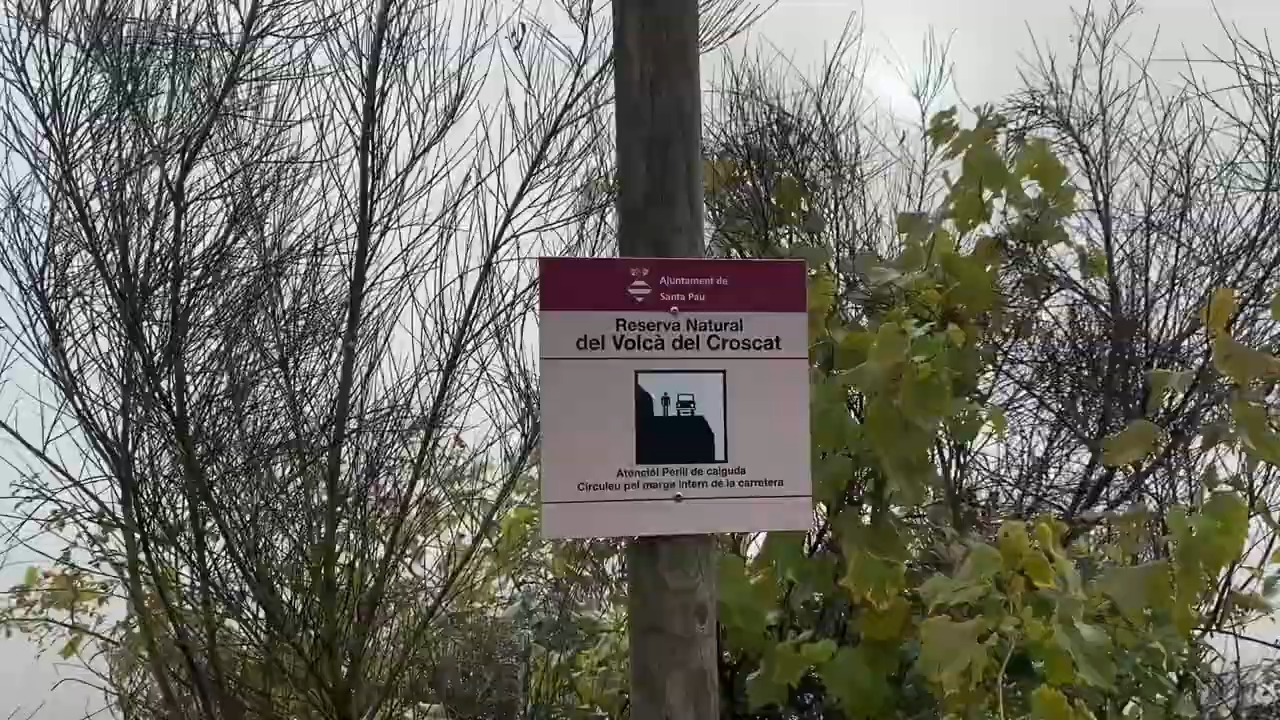 Ajuntament de
Santa Pau
Reserva Natural
del Volcà del Croscat
Atenció! Perill de caiguda
Circuleu pel marge intern de la carretera